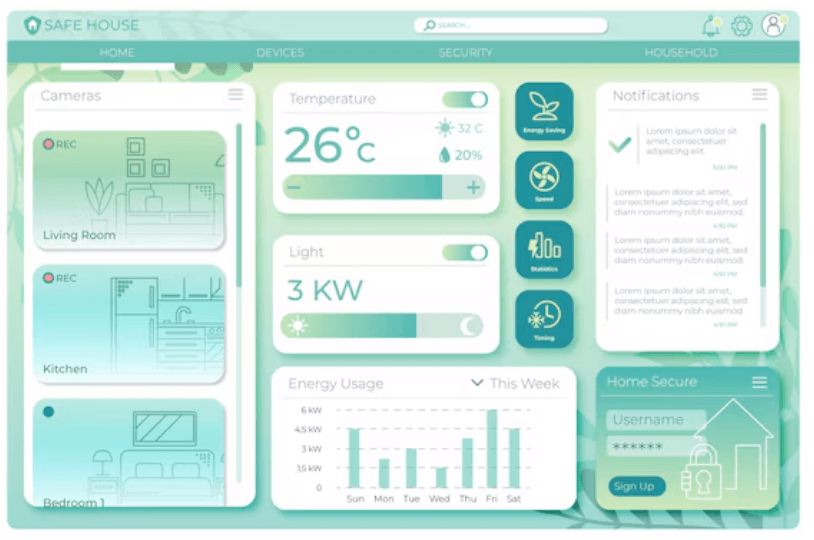 SAFE HOUSE
SEARCH...
HOME DEVICES SECURITY HOUSEHOLD
Cameras
REC
Living Room
REC
Kitchen
Bedroom 1
Temperature
26°C
32 C
20%
− +
Light
3 KW
Energy Saving
Speed
Statistics
Timing
Notifications
Lorem ipsum dolor sit
amet, consectetuer
adipiscing elit.
5:00 PM
Lorem ipsum dolor sit amet,
consectetuer adipiscing elit, sed
diam nonummy nibh euismod.
4:30 PM
Lorem ipsum dolor sit amet,
consectetuer adipiscing elit, sed
diam nonummy nibh euismod.
4:30 PM
Lorem ipsum dolor sit amet,
consectetuer adipiscing elit, sed
diam nonummy nibh euismod.
4:30 PM
Energy Usage This Week
6 kW
4,5 kW
3 kW
1,5 kW
0
Sun Mon Tue Wed Thu Fri Sat
Home Secure
Username
******
Sign Up